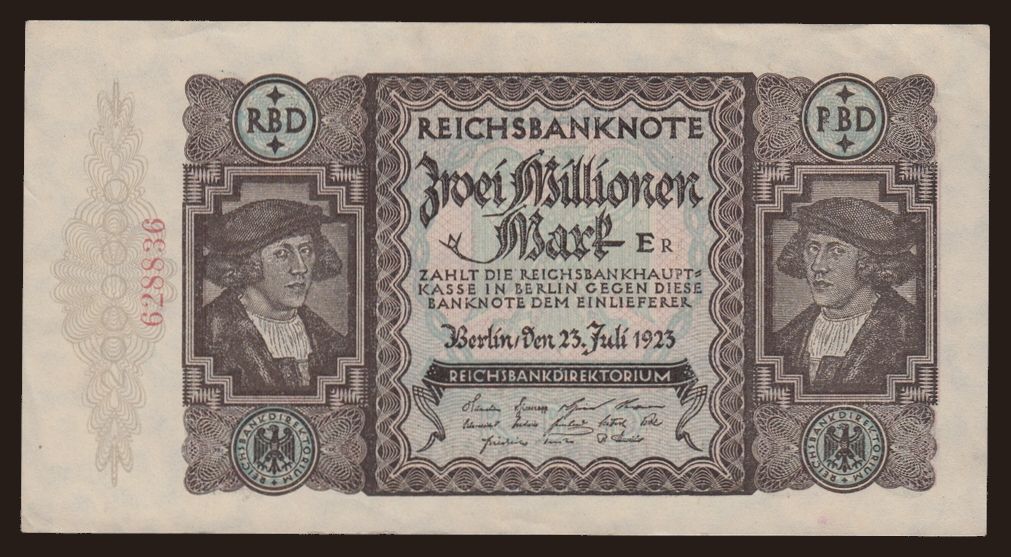 RBD
PBD
REICHSBANKNOTE
Zwei Millionen
Mark ER
ZAHLT DIE REICHSBANKHAUPT=
KASSE IN BERLIN GEGEN DIESE
BANKNOTE DEM EINLIEFERER
Berlin, den 23. Juli 1923
REICHSBANKDIREKTORIUM
628836
REICHSBANKDIREKTORIUM
REICHSBANKDIREKTORIUM